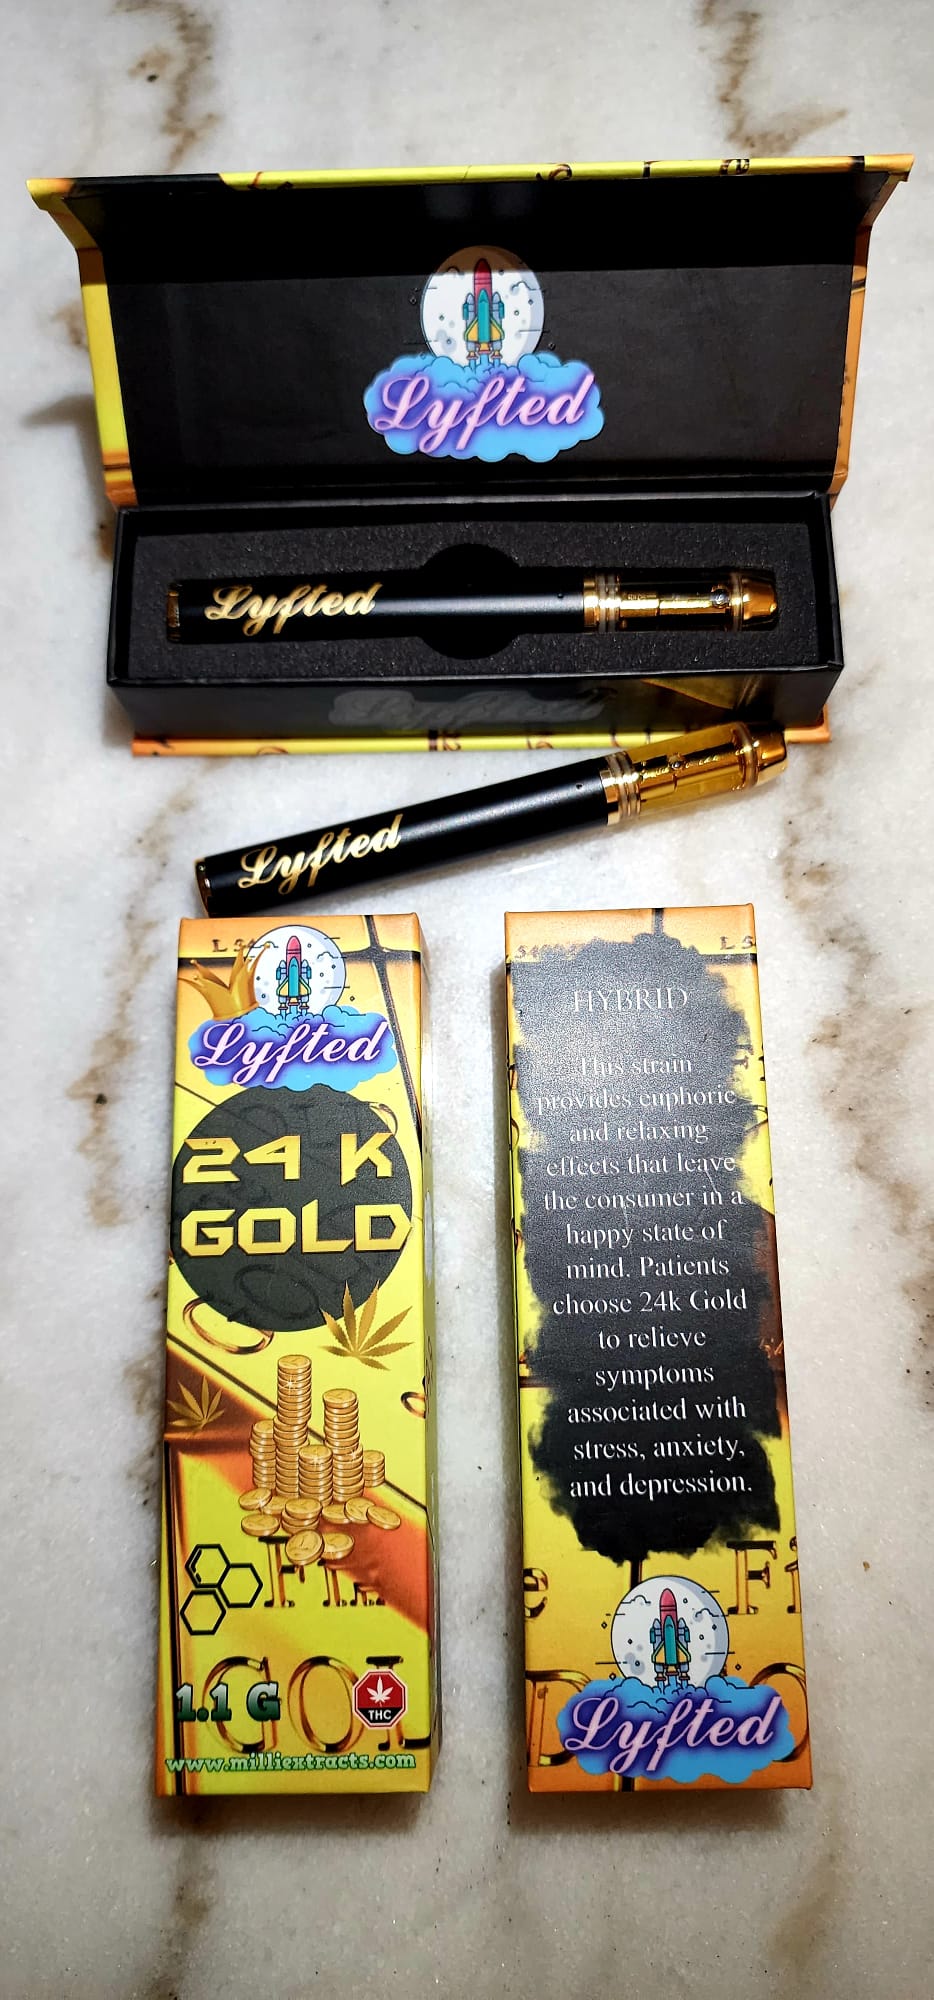 Lyfted
Lyfted
Lyfted
Lyfted
24 K
GOLD
1.1 G
THC
www.milliextracts.com
HYBRID
This strain
provides euphoric
and relaxing
effects that leave
the consumer in a
happy state of
mind. Patients
choose 24k Gold
to relieve
symptoms
associated with
stress, anxiety,
and depression.
Lyfted